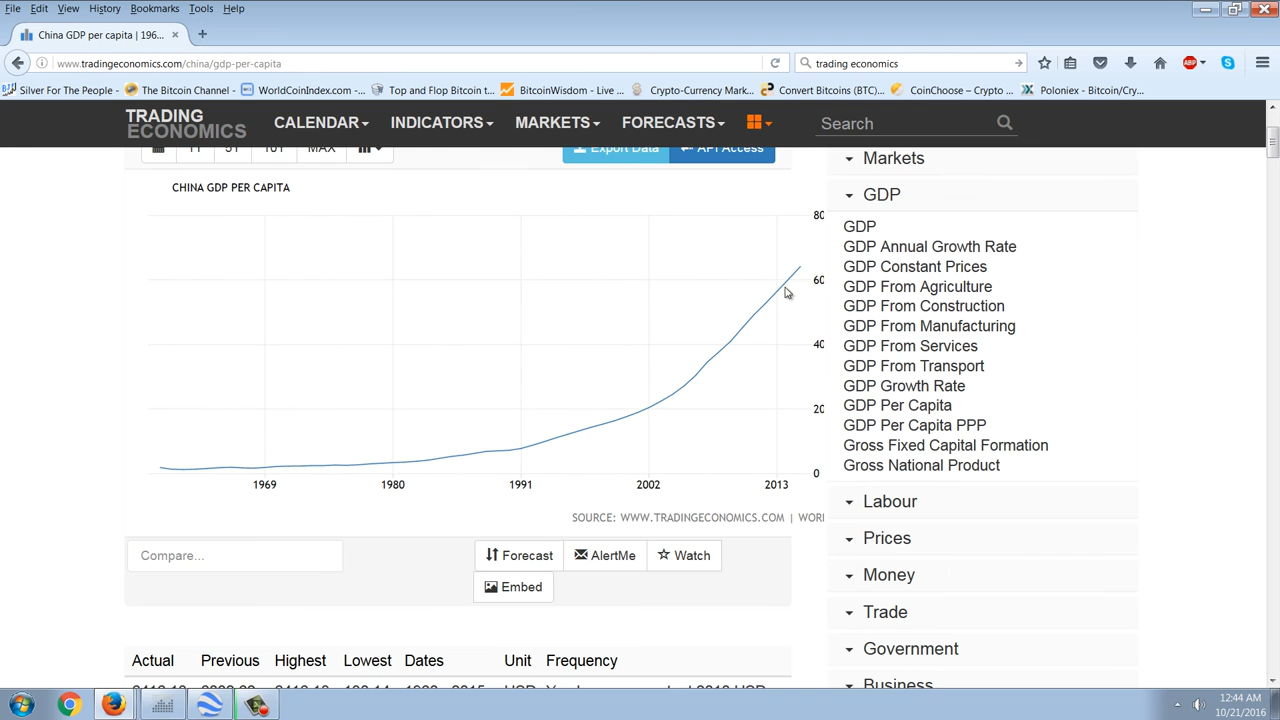 File Edit View History Bookmarks Tools Help
China GDP per capita | 196...
www.tradingeconomics.com/china/gdp-per-capita
trading economics
Silver For The People - The Bitcoin Channel - WorldCoinIndex.com - Top and Flop Bitcoin t... BitcoinWisdom - Live ... Crypto-Currency Mark... Convert Bitcoins (BTC)... CoinChoose – Crypto ... Poloniex - Bitcoin/Cry...
TRADING
ECONOMICS
CALENDAR INDICATORS MARKETS FORECASTS Search
MAX Export Data API Access
CHINA GDP PER CAPITA
80
60
40
20
0
1969 1980 1991 2002 2013
SOURCE: WWW.TRADINGECONOMICS.COM | WOR
Compare...
Forecast AlertMe Watch
Embed
Actual Previous Highest Lowest Dates Unit Frequency
Markets
GDP
GDP
GDP Annual Growth Rate
GDP Constant Prices
GDP From Agriculture
GDP From Construction
GDP From Manufacturing
GDP From Services
GDP From Transport
GDP Growth Rate
GDP Per Capita
GDP Per Capita PPP
Gross Fixed Capital Formation
Gross National Product
Labour
Prices
Money
Trade
Government
Business
12:44 AM
10/21/2016